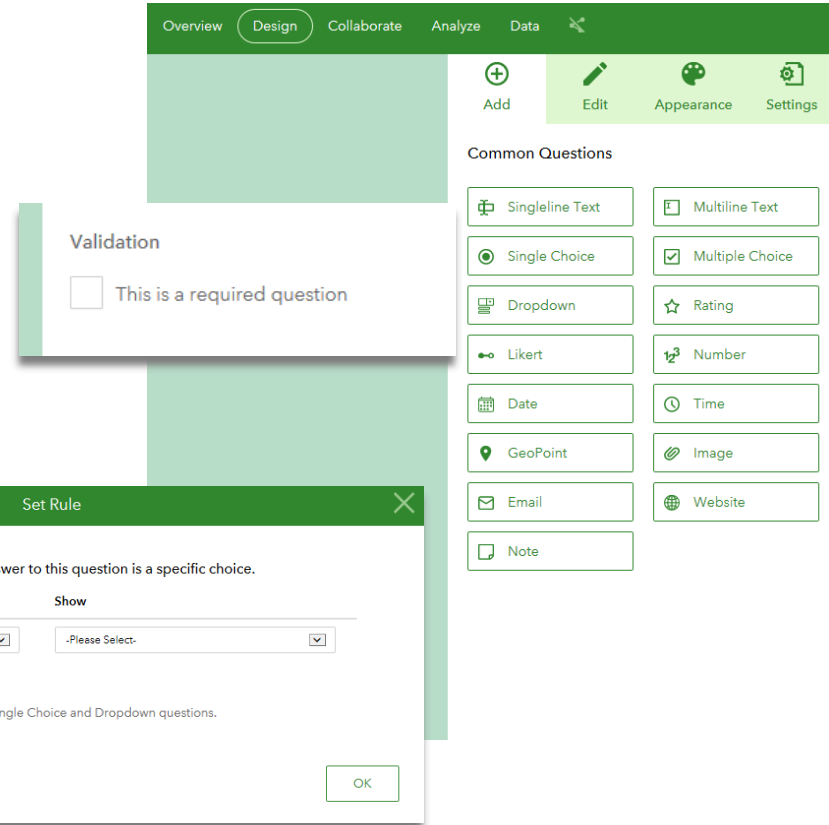 Overview Design Collaborate Analyze Data
Add Edit Appearance Settings
Common Questions
Singleline Text Multiline Text
Single Choice Multiple Choice
Dropdown Rating
Likert Number
Date Time
GeoPoint Image
Email Website
Note
Validation
This is a required question
Set Rule
to this question is a specific choice.
Show
-Please Select-
Choice and Dropdown questions.
OK